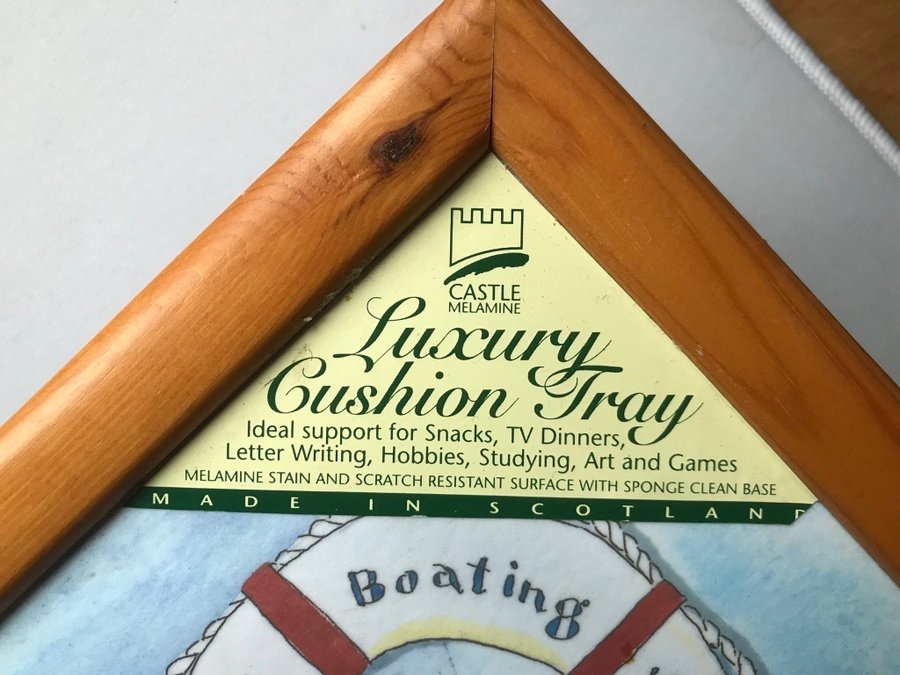 CASTLE
MELAMINE
Luxury
Cushion Tray
Ideal support for Snacks, TV Dinners,
Letter Writing, Hobbies, Studying, Art and Games
MELAMINE STAIN AND SCRATCH RESISTANT SURFACE WITH SPONGE CLEAN BASE
MADE IN SCOTLAND
Boating